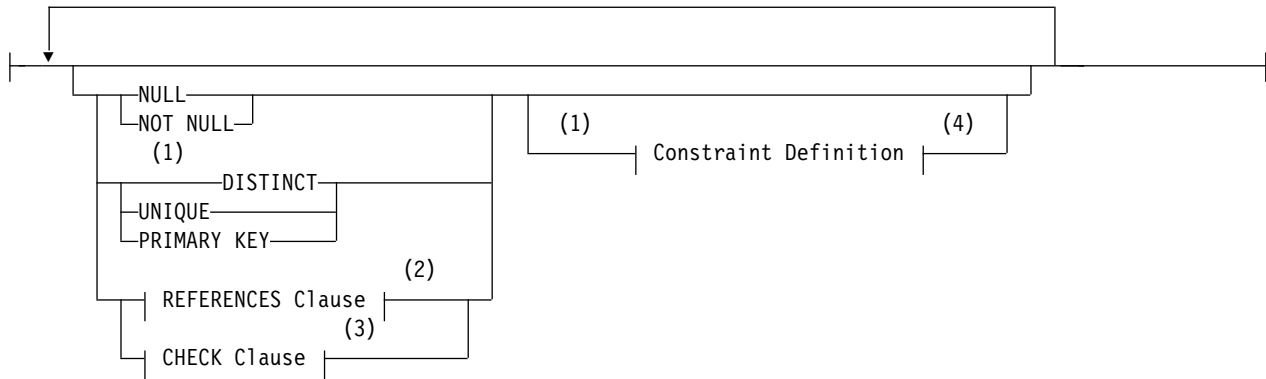 NULL
NOT NULL
(1) (4)
(1)
Constraint Definition
DISTINCT
UNIQUE
PRIMARY KEY
(2)
REFERENCES Clause
(3)
CHECK Clause